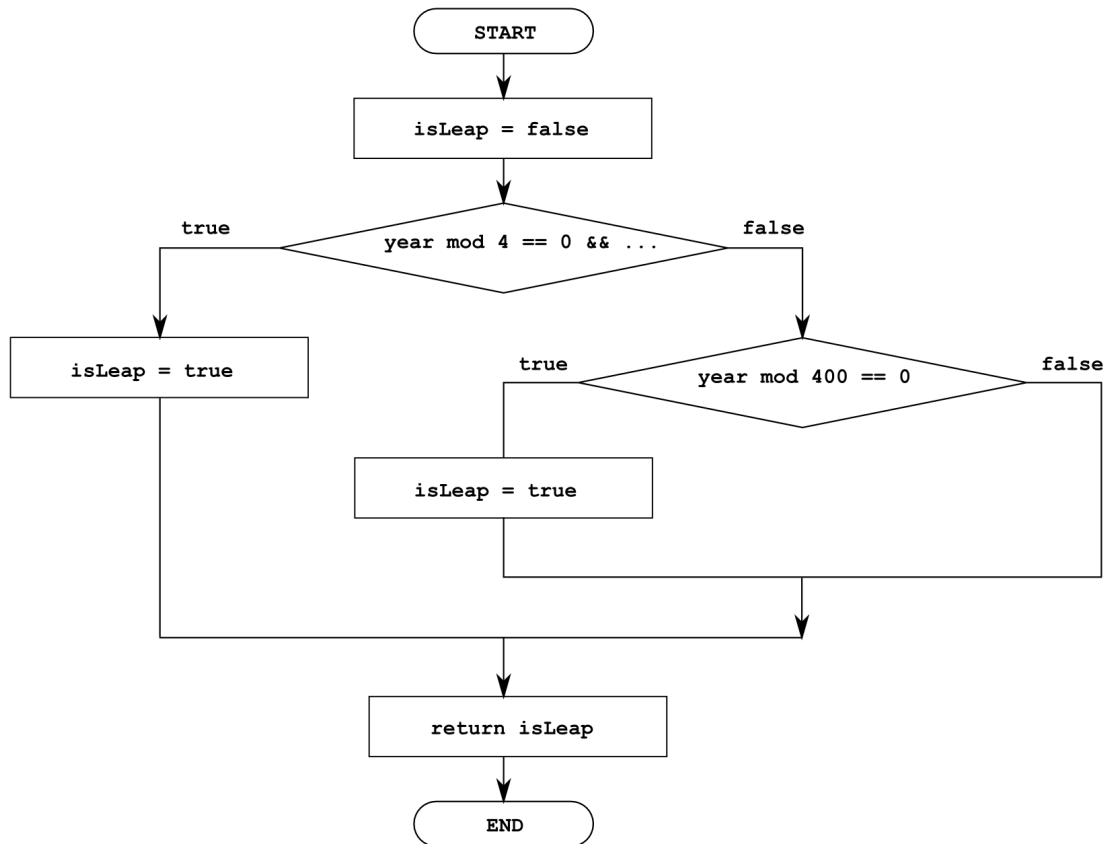 START
isLeap = false
true
year mod 4 == 0 && ...
false
isLeap = true
true
year mod 400 == 0
false
isLeap = true
return isLeap
END